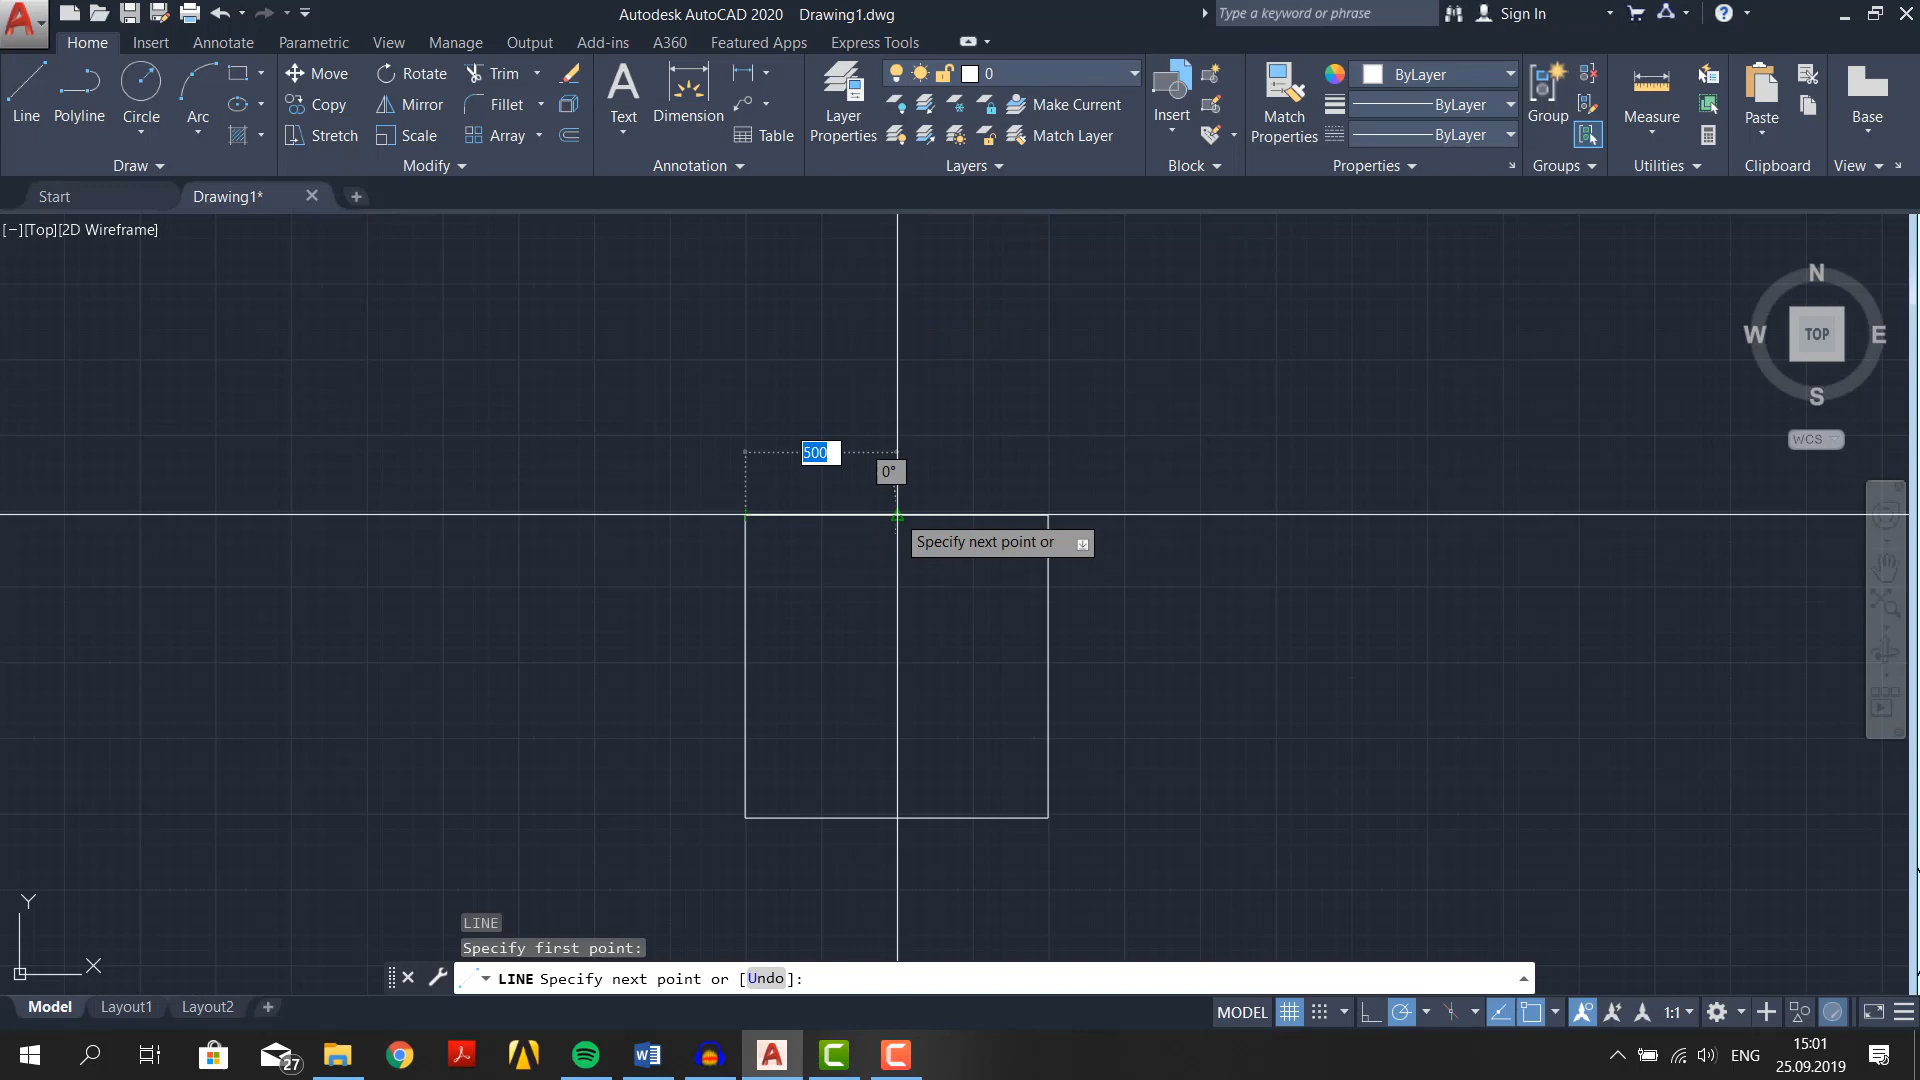 Autodesk AutoCAD 2020 Drawing1.dwg
Type a keyword or phrase
Sign In
Home Insert Annotate Parametric View Manage Output Add-ins A360 Featured Apps Express Tools
Line Polyline Circle Arc
Draw
Move Rotate Trim
Copy Mirror Fillet
Stretch Scale Array
Modify
Text Dimension Table
Annotation
Layer Properties
0
Make Current
Match Layer
Layers
Insert
Block
Match Properties
ByLayer
ByLayer
ByLayer
Properties
Group
Groups
Measure
Utilities
Paste
Clipboard
Base
View
Start Drawing1*
[−][Top][2D Wireframe]
N
W TOP E
S
WCS
500
0°
Specify next point or
Y
X
LINE
Specify first point:
LINE Specify next point or [Undo]:
Model Layout1 Layout2
MODEL 1:1
27
ENG
15:01
25.09.2019